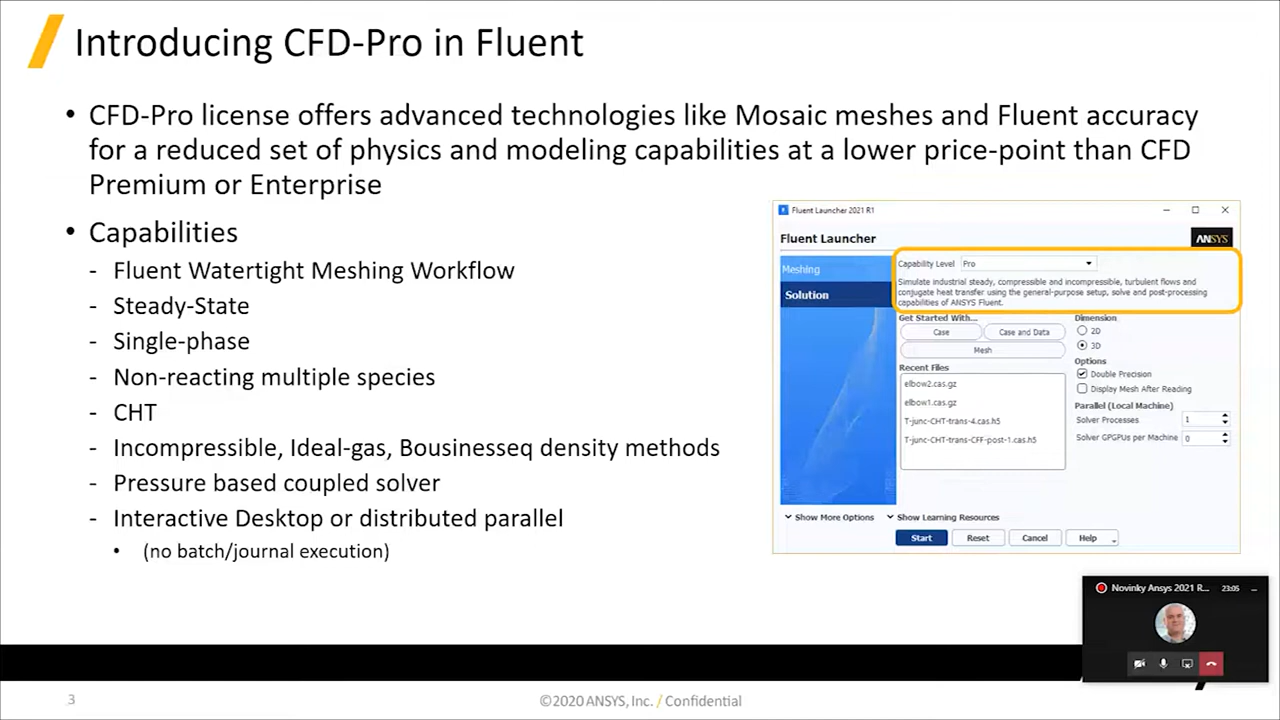 Introducing CFD-Pro in Fluent
• CFD-Pro license offers advanced technologies like Mosaic meshes and Fluent accuracy
for a reduced set of physics and modeling capabilities at a lower price-point than CFD
Premium or Enterprise
• Capabilities
- Fluent Watertight Meshing Workflow
- Steady-State
- Single-phase
- Non-reacting multiple species
- CHT
- Incompressible, Ideal-gas, Bousinesseq density methods
- Pressure based coupled solver
- Interactive Desktop or distributed parallel
• (no batch/journal execution)
Fluent Launcher 2021 R1
Fluent Launcher
ANSYS
Meshing
Solution
Capability Level Pro
Simulate industrial steady, compressible and incompressible, turbulent flows and
conjugate heat transfer using the general-purpose setup, solve and post-processing
capabilities of ANSYS Fluent.
Get Started With...
Case
Case and Data
Mesh
Recent Files
elbow2.cas.gz
elbow1.cas.gz
T-junc-CHT-trans-4.cas.h5
T-junc-CHT-trans-CFF-post-1.cas.h5
Dimension
2D
3D
Options
Double Precision
Display Mesh After Reading
Parallel (Local Machine)
Solver Processes 1
Solver GPGPUs per Machine 0
Show More Options
Show Learning Resources
Start
Reset
Cancel
Help
Novinky Ansys 2021 R... 23:05
3
©2020 ANSYS, Inc. / Confidential